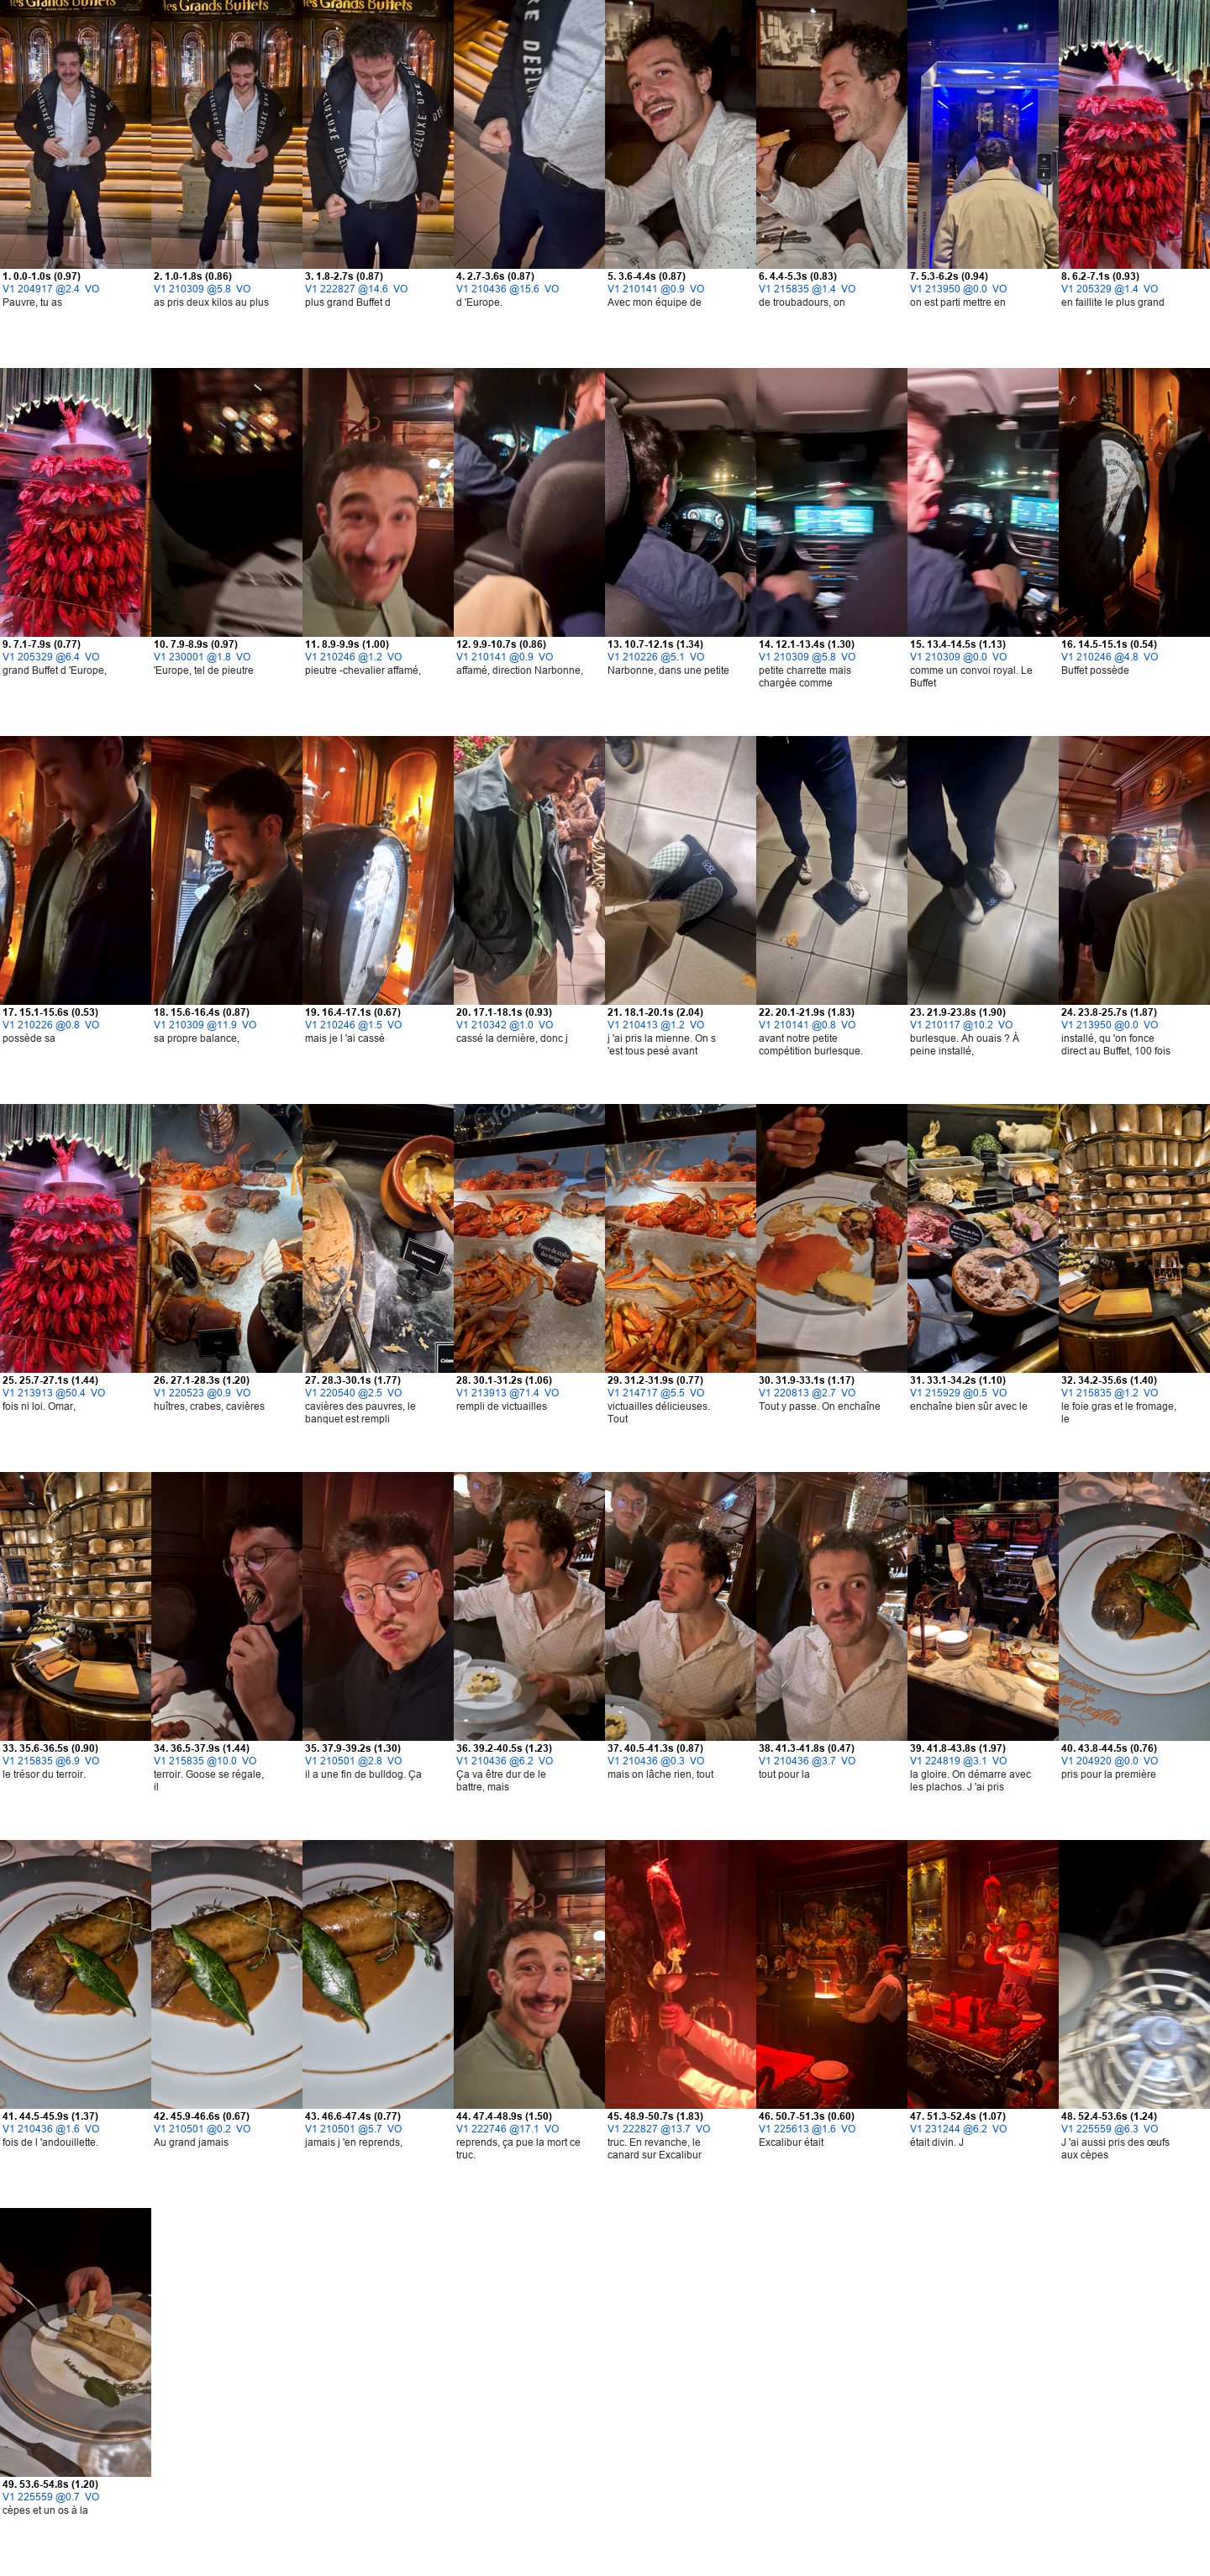 les Grands Buffets
les Grands Buffets
1. 0.0-1.0s (0.97)
V1 204917 @2.4 VO
Pauvre, tu as
2. 1.0-1.8s (0.86)
V1 210309 @5.8 VO
as pris deux kilos au plus
3. 1.8-2.7s (0.87)
V1 222827 @14.6 VO
plus grand Buffet d
4. 2.7-3.6s (0.87)
V1 210436 @15.6 VO
d 'Europe.
5. 3.6-4.4s (0.87)
V1 210141 @0.9 VO
Avec mon équipe de
6. 4.4-5.3s (0.83)
V1 215835 @1.4 VO
de troubadours, on
7. 5.3-6.2s (0.94)
V1 213950 @0.0 VO
on est parti mettre en
8. 6.2-7.1s (0.93)
V1 205329 @1.4 VO
en faillite le plus grand
9. 7.1-7.9s (0.77)
V1 205329 @6.4 VO
grand Buffet d 'Europe,
10. 7.9-8.9s (0.97)
V1 230001 @1.8 VO
'Europe, tel de pieutre
11. 8.9-9.9s (1.00)
V1 210246 @1.2 VO
pieutre -chevalier affamé,
12. 9.9-10.7s (0.86)
V1 210141 @0.9 VO
affamé, direction Narbonne,
13. 10.7-12.1s (1.34)
V1 210226 @5.1 VO
Narbonne, dans une petite
14. 12.1-13.4s (1.30)
V1 210309 @5.8 VO
petite charrette mais
chargée comme
15. 13.4-14.5s (1.13)
V1 210309 @0.0 VO
comme un convoi royal. Le
Buffet
16. 14.5-15.1s (0.54)
V1 210246 @4.8 VO
Buffet possède
17. 15.1-15.6s (0.53)
V1 210226 @0.8 VO
possède sa
18. 15.6-16.4s (0.87)
V1 210309 @11.9 VO
sa propre balance,
19. 16.4-17.1s (0.67)
V1 210246 @1.5 VO
mais je l 'ai cassé
20. 17.1-18.1s (0.93)
V1 210342 @1.0 VO
cassé la dernière, donc j
21. 18.1-20.1s (2.04)
V1 210413 @1.2 VO
j 'ai pris la mienne. On s
'est tous pesé avant
22. 20.1-21.9s (1.83)
V1 210141 @0.8 VO
avant notre petite
compétition burlesque.
23. 21.9-23.8s (1.90)
V1 210117 @10.2 VO
burlesque. Ah ouais ? À
peine installé,
24. 23.8-25.7s (1.87)
V1 213950 @0.0 VO
installé, qu 'on fonce
direct au Buffet, 100 fois
25. 25.7-27.1s (1.44)
V1 213913 @50.4 VO
fois ni loi. Omar,
26. 27.1-28.3s (1.20)
V1 220523 @0.9 VO
huîtres, crabes, cavières
27. 28.3-30.1s (1.77)
V1 220540 @2.5 VO
cavières des pauvres, le
banquet est rempli
28. 30.1-31.2s (1.06)
V1 213913 @71.4 VO
rempli de victuailles
29. 31.2-31.9s (0.77)
V1 214717 @5.5 VO
victuailles délicieuses.
Tout
30. 31.9-33.1s (1.17)
V1 220813 @2.7 VO
Tout y passe. On enchaîne
31. 33.1-34.2s (1.10)
V1 215929 @0.5 VO
enchaîne bien sûr avec le
32. 34.2-35.6s (1.40)
V1 215835 @1.2 VO
le foie gras et le fromage,
le
33. 35.6-36.5s (0.90)
V1 215835 @6.9 VO
le trésor du terroir.
34. 36.5-37.9s (1.44)
V1 215835 @10.0 VO
terroir. Goose se régale,
il
35. 37.9-39.2s (1.30)
V1 210501 @2.8 VO
il a une fin de bulldog. Ça
36. 39.2-40.5s (1.23)
V1 210436 @6.2 VO
Ça va être dur de le
battre, mais
37. 40.5-41.3s (0.87)
V1 210436 @0.3 VO
mais on lâche rien, tout
38. 41.3-41.8s (0.47)
V1 210436 @3.7 VO
tout pour la
39. 41.8-43.8s (1.97)
V1 224819 @3.1 VO
la gloire. On démarre avec
les plachos. J 'ai pris
40. 43.8-44.5s (0.76)
V1 204920 @0.0 VO
pris pour la première
41. 44.5-45.9s (1.37)
V1 210436 @1.6 VO
fois de l 'andouillette.
42. 45.9-46.6s (0.67)
V1 210501 @0.2 VO
Au grand jamais
43. 46.6-47.4s (0.77)
V1 210501 @5.7 VO
jamais j 'en reprends,
44. 47.4-48.9s (1.50)
V1 222746 @17.1 VO
reprends, ça pue la mort ce
truc.
45. 48.9-50.7s (1.83)
V1 222827 @13.7 VO
truc. En revanche, le
canard sur Excalibur
46. 50.7-51.3s (0.60)
V1 225613 @1.6 VO
Excalibur était
47. 51.3-52.4s (1.07)
V1 231244 @6.2 VO
était divin. J
48. 52.4-53.6s (1.24)
V1 225559 @6.3 VO
J 'ai aussi pris des œufs
aux cèpes
49. 53.6-54.8s (1.20)
V1 225559 @0.7 VO
cèpes et un os à la